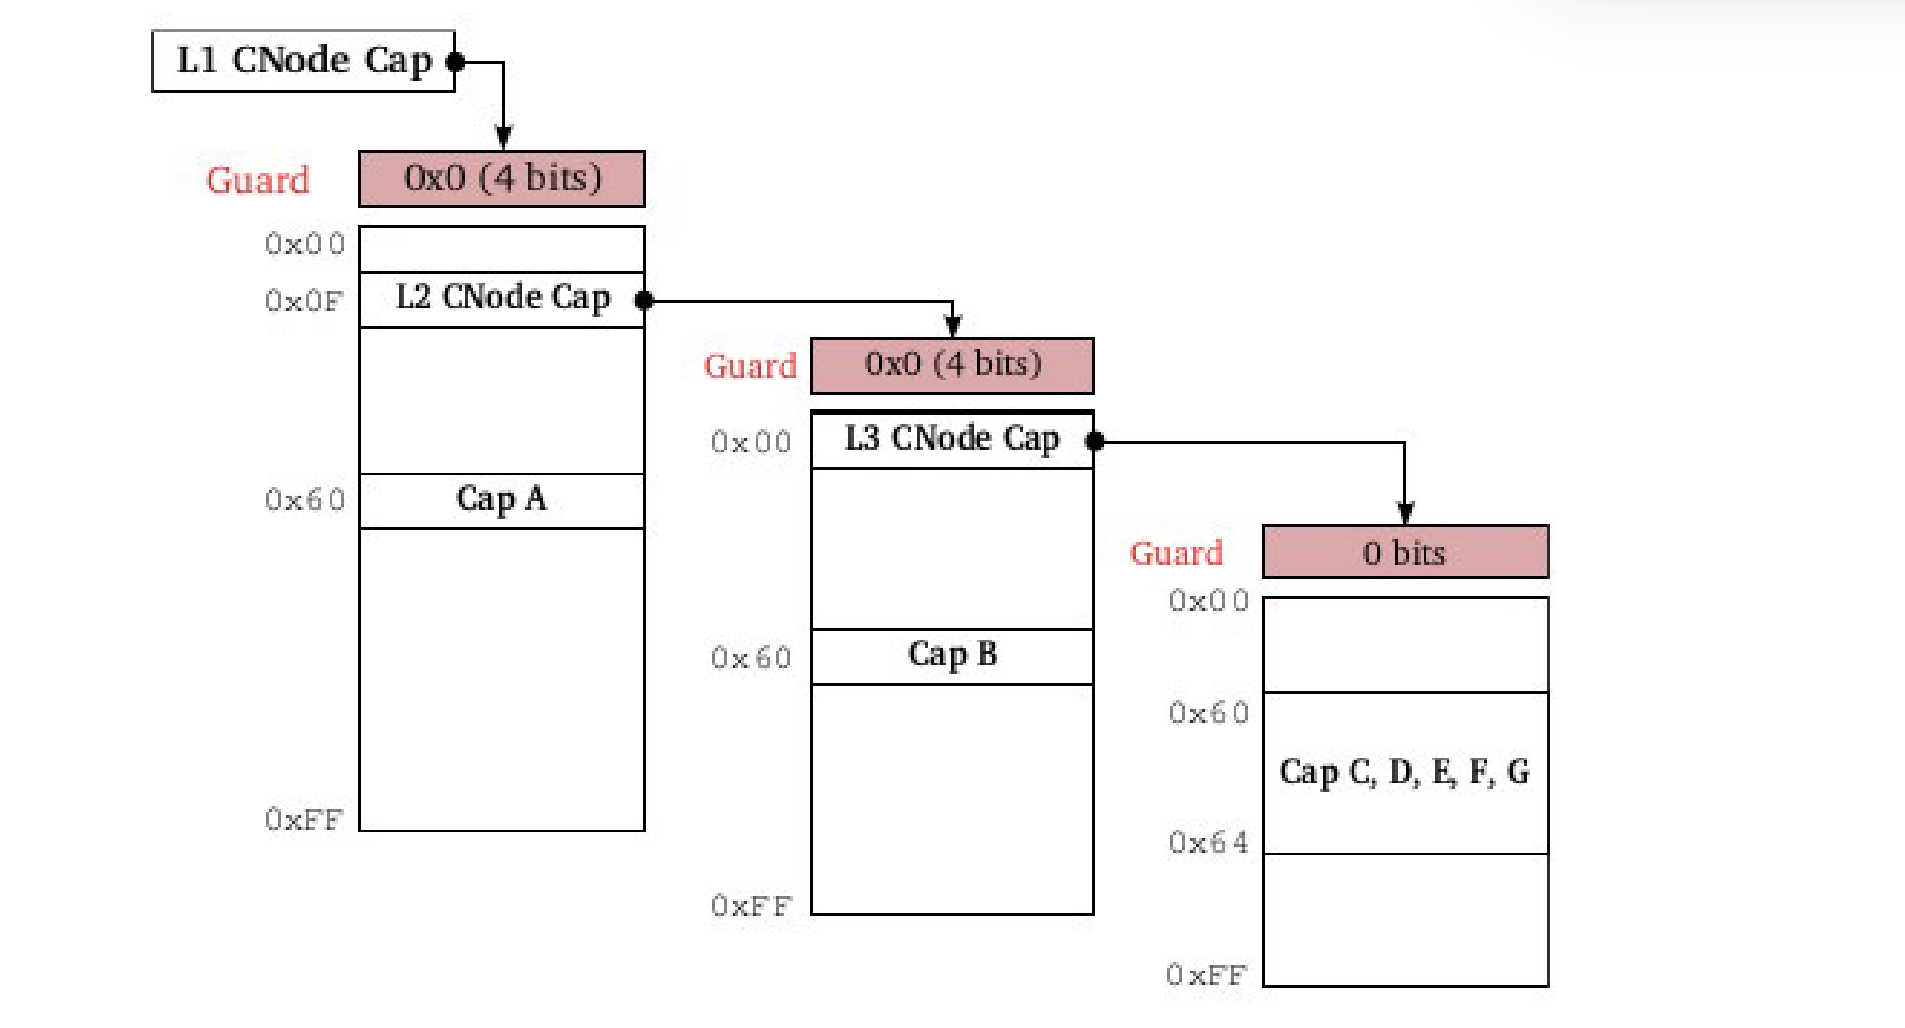 L1 CNode Cap
Guard
0x0 (4 bits)
0x00
0x0F
L2 CNode Cap
0x60
Cap A
0xFF
Guard
0x0 (4 bits)
0x00
L3 CNode Cap
0x60
Cap B
0xFF
Guard
0 bits
0x00
0x60
Cap C, D, E, F, G
0x64
0xFF